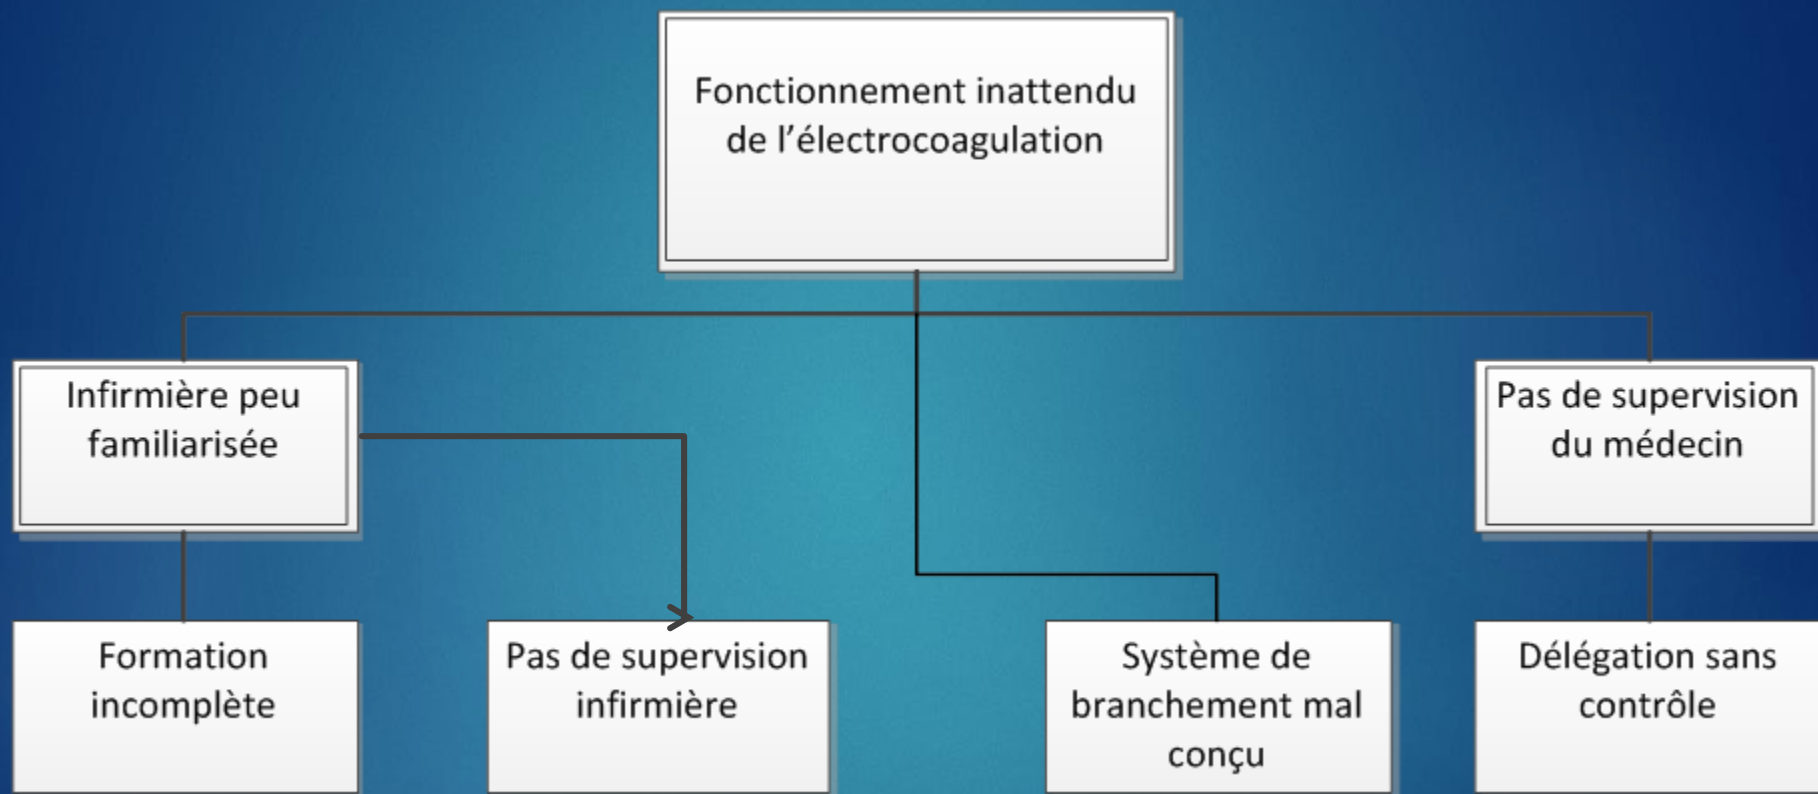 Fonctionnement inattendu
de l’électrocoagulation
Infirmière peu
familiarisée
Pas de supervision
du médecin
Formation
incomplète
Pas de supervision
infirmière
Système de
branchement mal
conçu
Délégation sans
contrôle